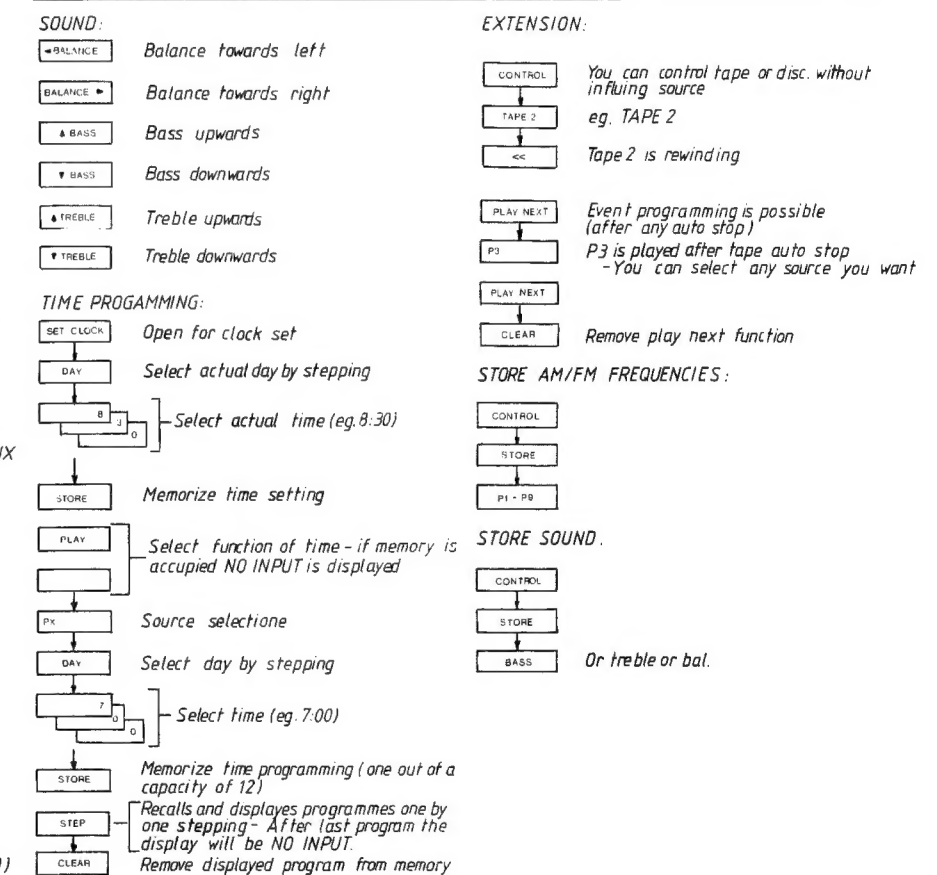 SOUND:
◄BALANCE Balance towards left
BALANCE ► Balance towards right
▲ BASS Bass upwards
▼ BASS Bass downwards
▲ TREBLE Treble upwards
▼ TREBLE Treble downwards
TIME PROGAMMING:
SET CLOCK Open for clock set
DAY Select actual day by stepping
8 3 0 Select actual time (eg. 8:30)
STORE Memorize time setting
PLAY
Select function of time - if memory is
accupied NO INPUT is displayed
PX Source selectione
DAY Select day by stepping
7 0 0 Select time (eg. 7:00)
STORE Memorize time programming (one out of a
capacity of 12)
STEP Recalls and displayes programmes one by
one stepping - After last program the
display will be NO INPUT.
CLEAR Remove displayed program from memory
EXTENSION:
CONTROL You can control tape or disc. without
influing source
TAPE 2 eg. TAPE 2
<< Tape 2 is rewinding
PLAY NEXT Event programming is possible
(after any auto stop)
P3 P3 is played after tape auto stop
- You can select any source you want
PLAY NEXT
CLEAR Remove play next function
STORE AM/FM FREQUENCIES:
CONTROL
STORE
P1 - P9
STORE SOUND.
CONTROL
STORE
BASS Or treble or bal.